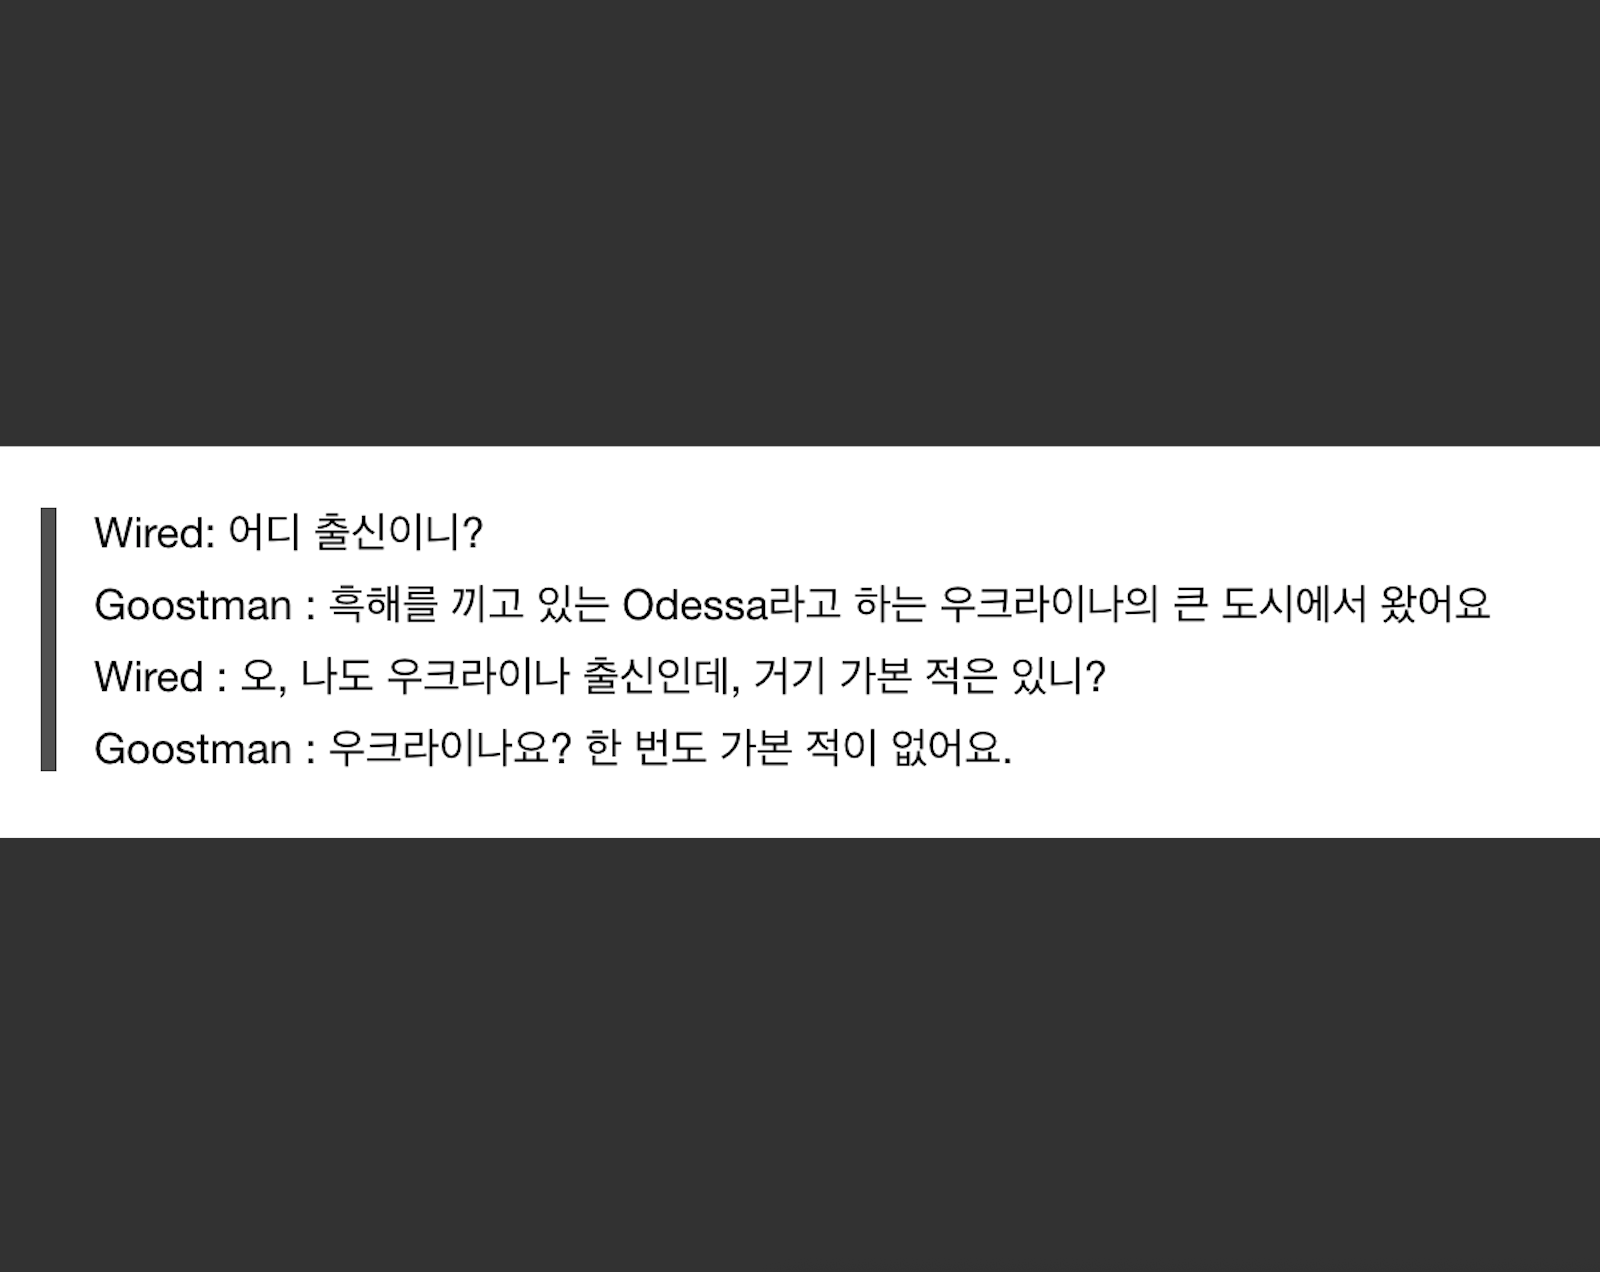 Wired: 어디 출신이니?
Goostman : 흑해를 끼고 있는 Odessa라고 하는 우크라이나의 큰 도시에서 왔어요
Wired : 오, 나도 우크라이나 출신인데, 거기 가본 적은 있니?
Goostman : 우크라이나요? 한 번도 가본 적이 없어요.